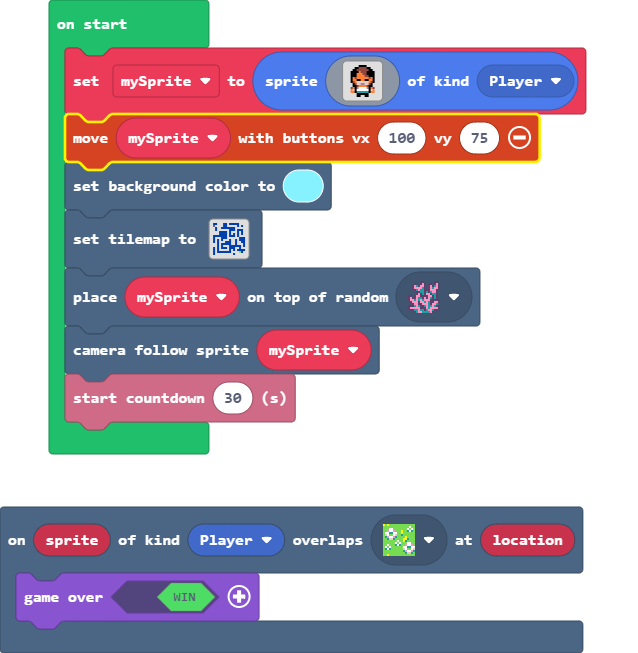 on start
set mySprite to sprite of kind Player
move mySprite with buttons vx 100 vy 75
set background color to
set tilemap to
place mySprite on top of random
camera follow sprite mySprite
start countdown 30 (s)
on sprite of kind Player overlaps at location
game over WIN